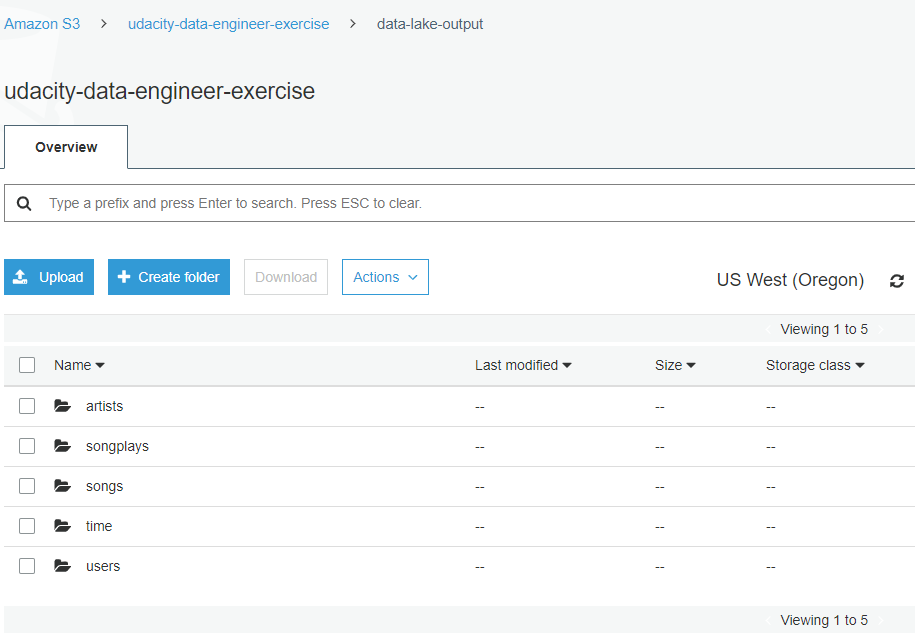 Amazon S3 > udacity-data-engineer-exercise > data-lake-output
udacity-data-engineer-exercise
Overview
Type a prefix and press Enter to search. Press ESC to clear.
Upload Create folder Download Actions US West (Oregon)
Viewing 1 to 5
Name Last modified Size Storage class
artists -- -- --
songplays -- -- --
songs -- -- --
time -- -- --
users -- -- --
Viewing 1 to 5